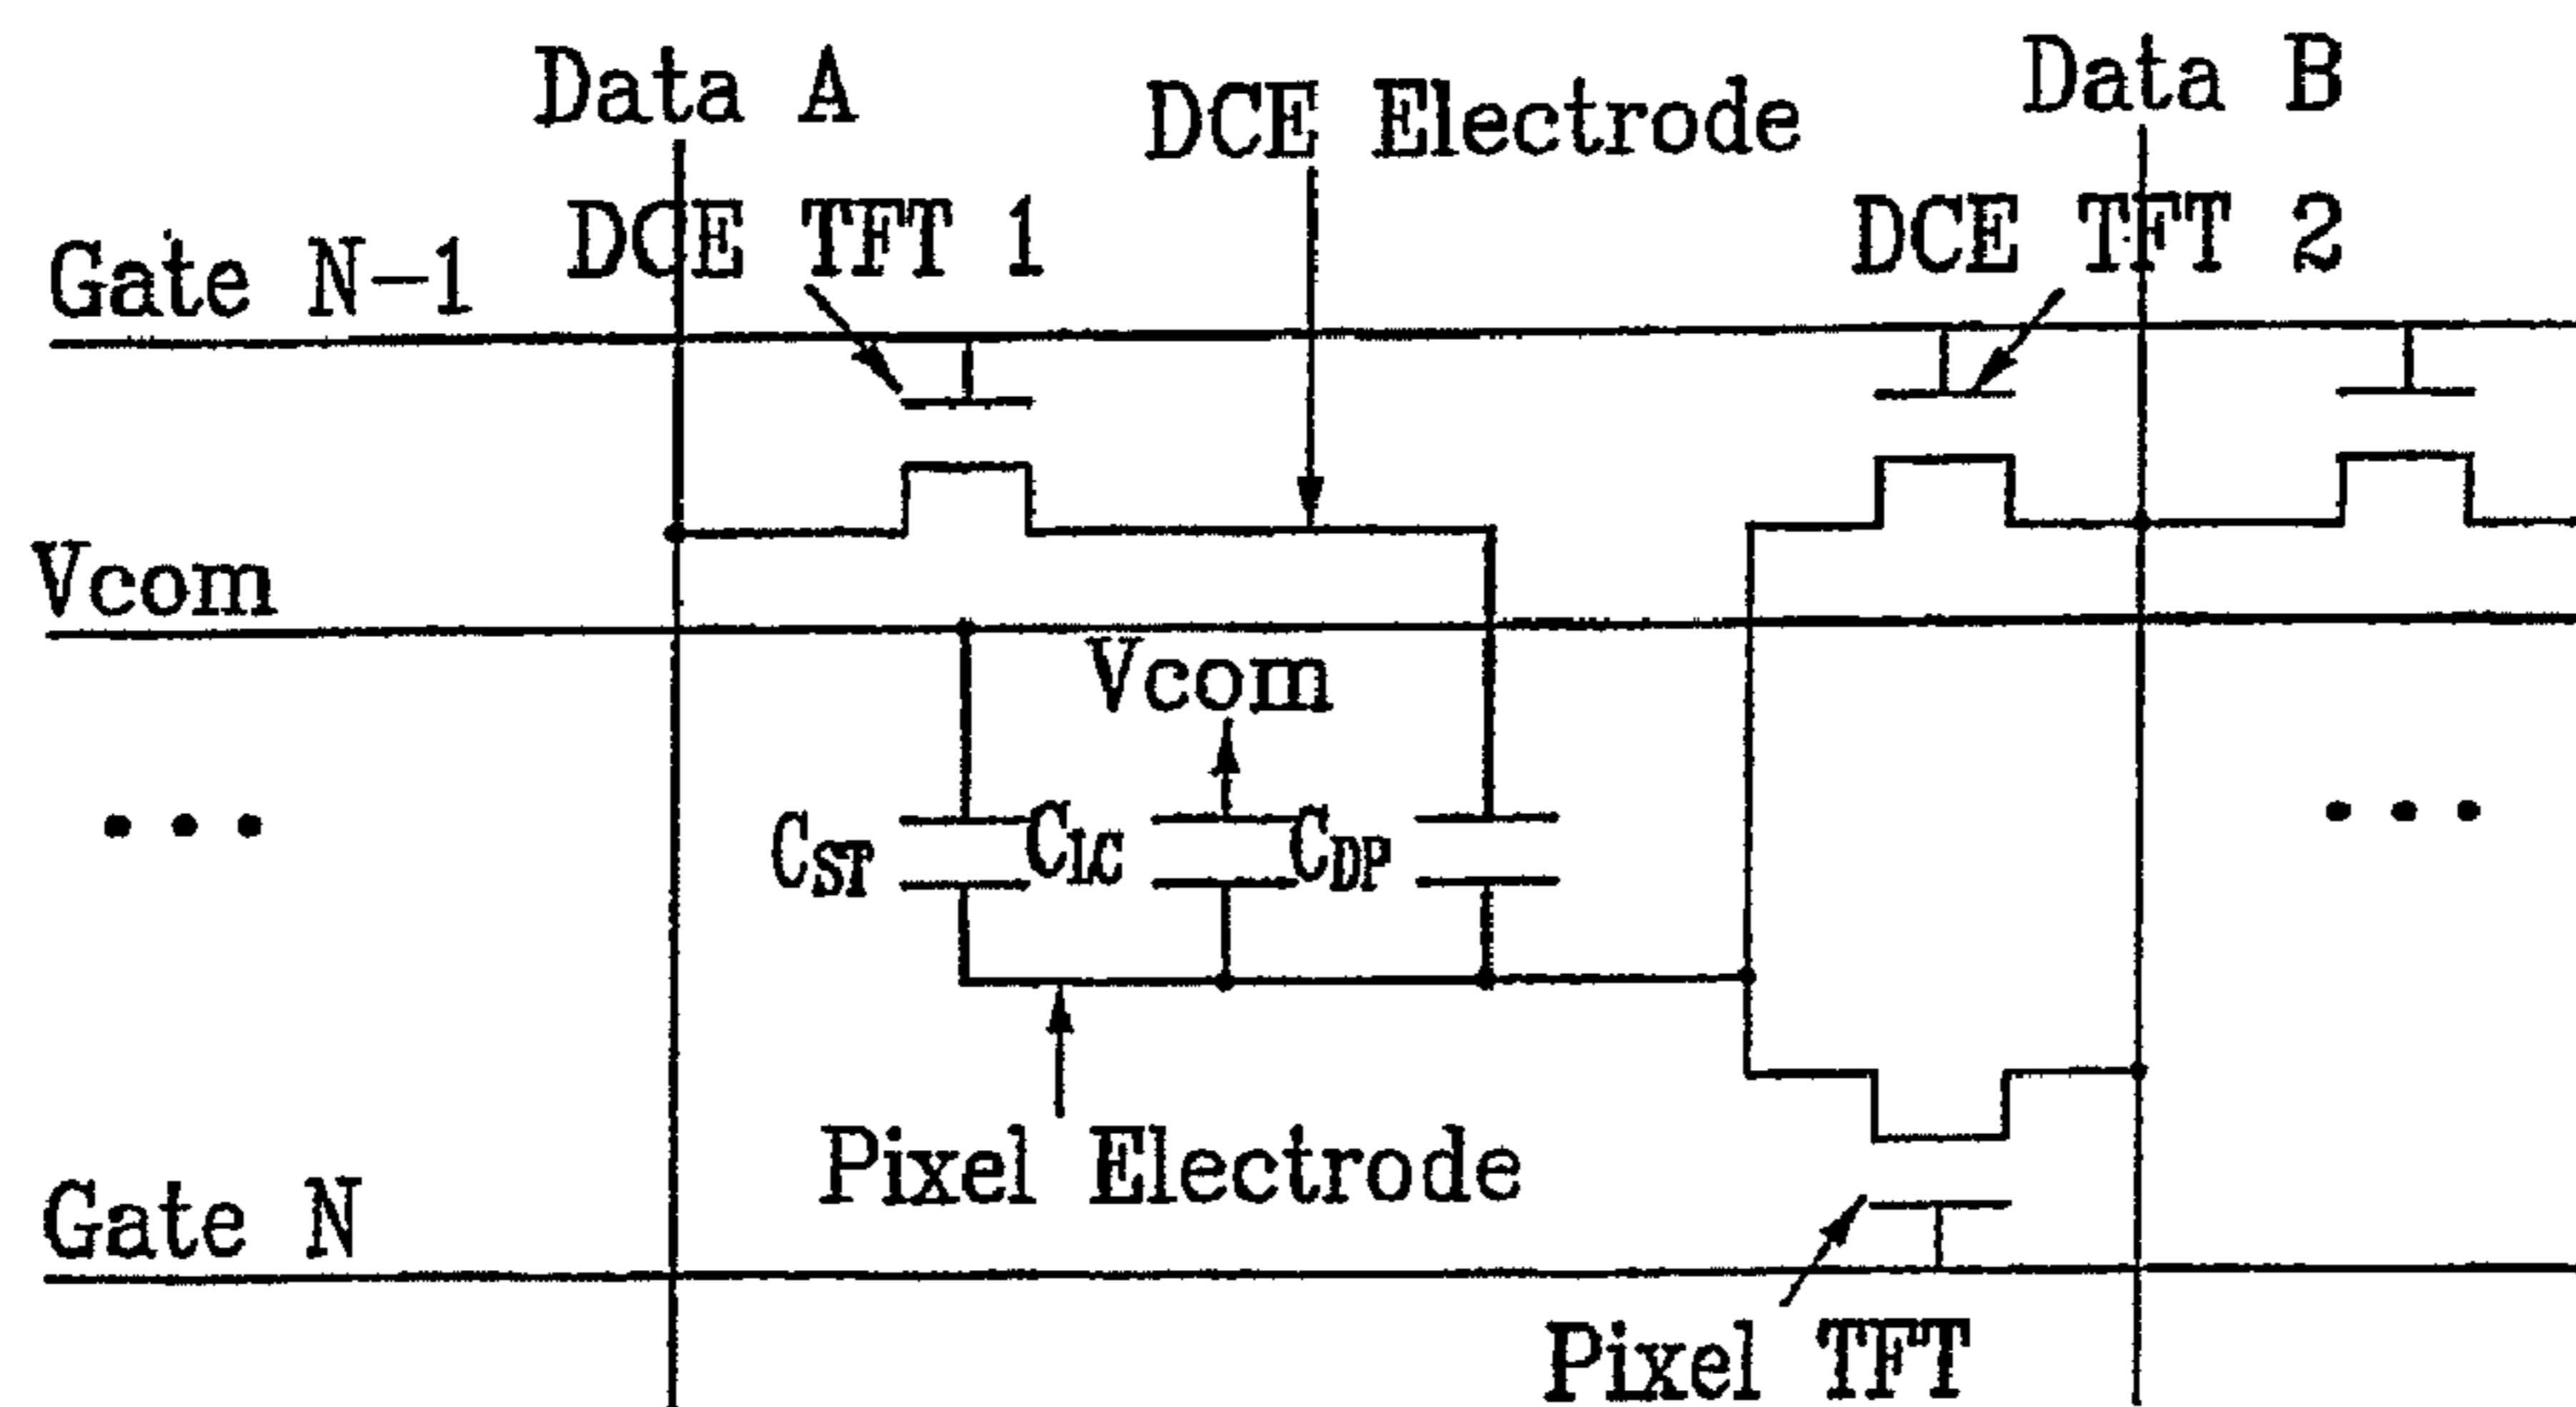 Data A
DCE Electrode
Data B
DCE TFT 1
DCE TFT 2
Gate N-1
Vcom
Vcom
CST
CLC
CDP
Pixel Electrode
Gate N
Pixel TFT